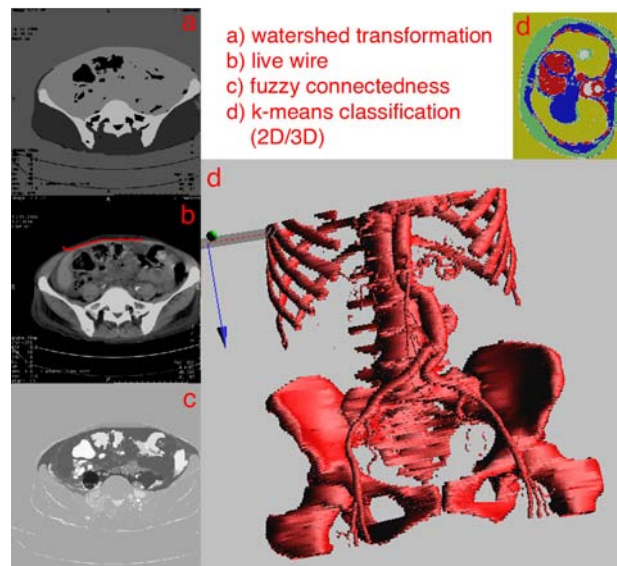 a
a) watershed transformation
b) live wire
c) fuzzy connectedness
d) k-means classification
(2D/3D)
d
d
b
c